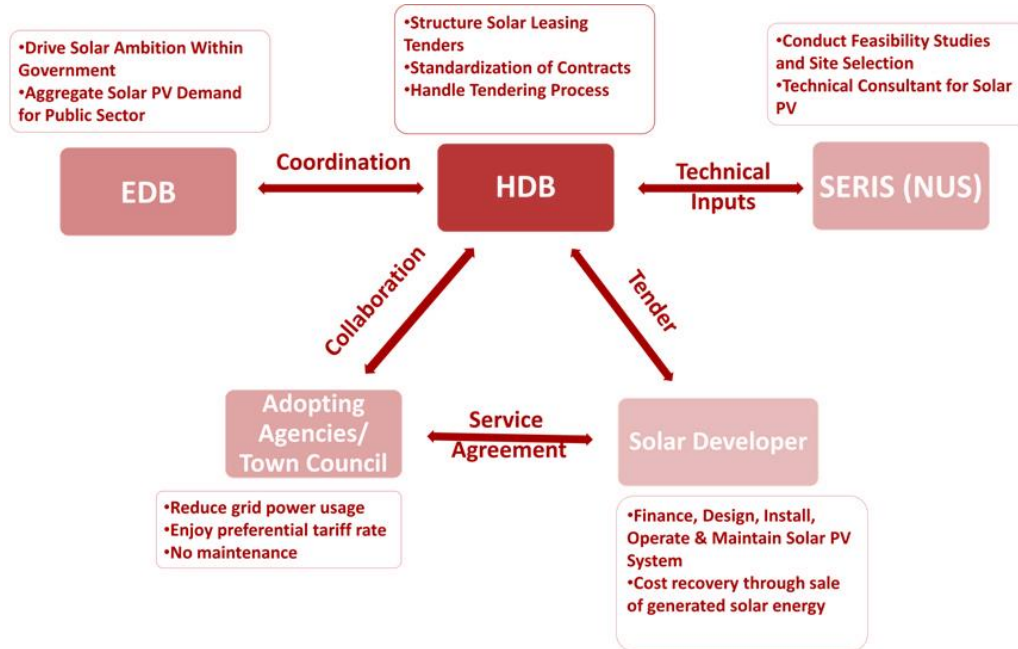 •Drive Solar Ambition Within
Government
•Aggregate Solar PV Demand
for Public Sector
•Structure Solar Leasing
Tenders
•Standardization of Contracts
•Handle Tendering Process
•Conduct Feasibility Studies
and Site Selection
•Technical Consultant for Solar
PV
EDB
Coordination
HDB
Technical
Inputs
SERIS (NUS)
Collaboration
Tender
Adopting
Agencies/
Town Council
Service
Agreement
Solar Developer
•Reduce grid power usage
•Enjoy preferential tariff rate
•No maintenance
•Finance, Design, Install,
Operate & Maintain Solar PV
System
•Cost recovery through sale
of generated solar energy